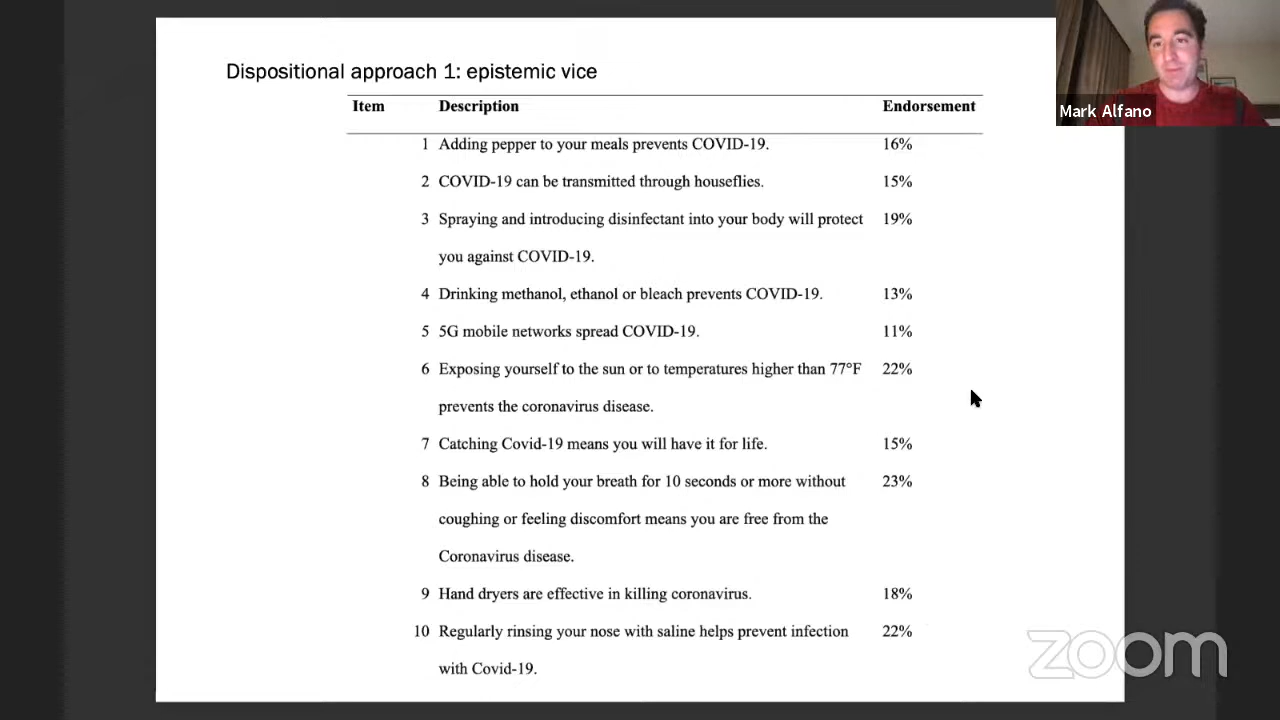 Dispositional approach 1: epistemic vice
Mark Alfano
Item Description Endorsement
1 Adding pepper to your meals prevents COVID-19. 16%
2 COVID-19 can be transmitted through houseflies. 15%
3 Spraying and introducing disinfectant into your body will protect 19%
you against COVID-19.
4 Drinking methanol, ethanol or bleach prevents COVID-19. 13%
5 5G mobile networks spread COVID-19. 11%
6 Exposing yourself to the sun or to temperatures higher than 77°F 22%
prevents the coronavirus disease.
7 Catching Covid-19 means you will have it for life. 15%
8 Being able to hold your breath for 10 seconds or more without 23%
coughing or feeling discomfort means you are free from the
Coronavirus disease.
9 Hand dryers are effective in killing coronavirus. 18%
10 Regularly rinsing your nose with saline helps prevent infection 22%
with Covid-19.
zoom